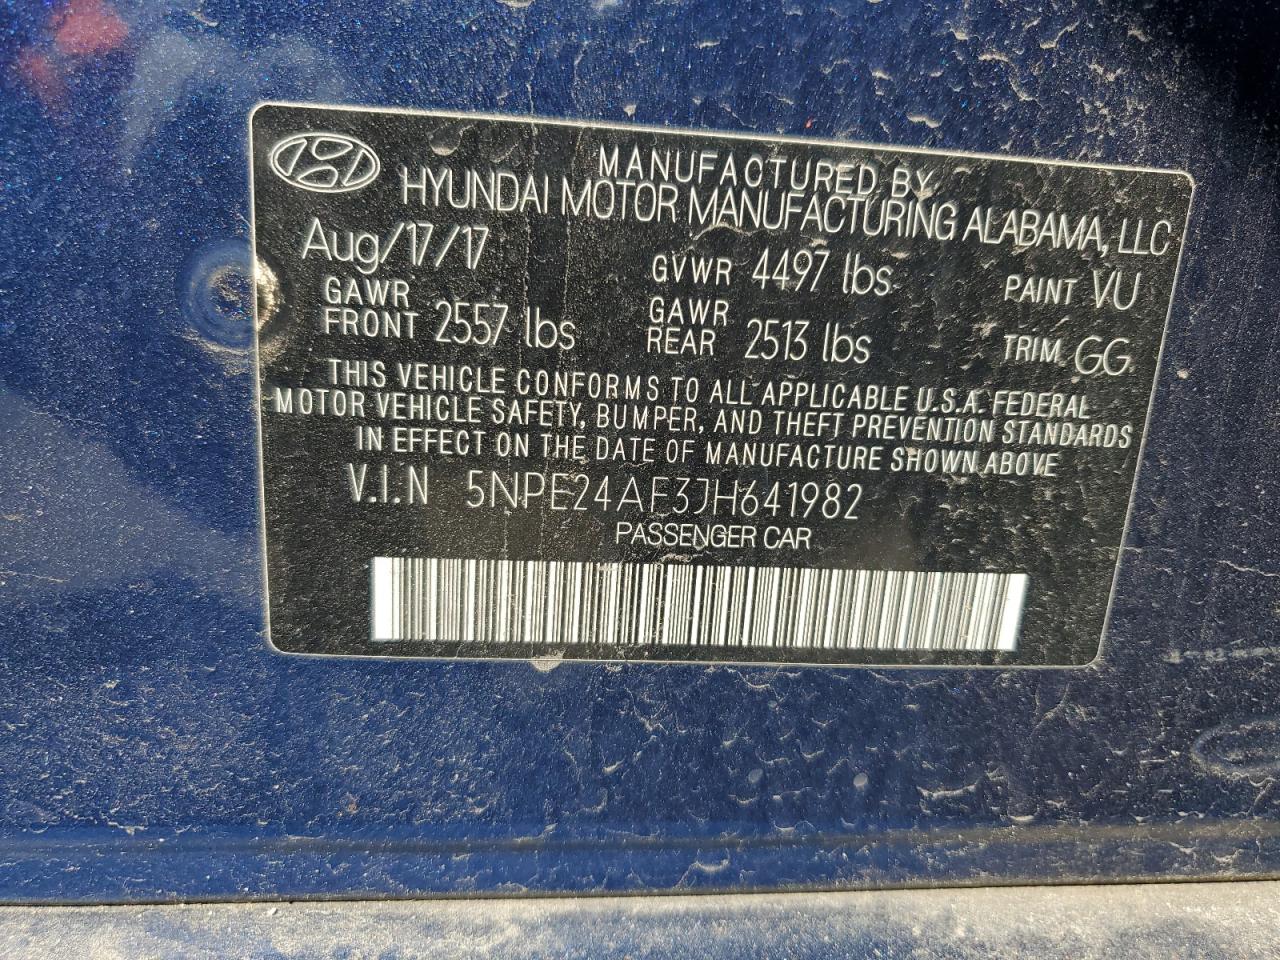 MANUFACTURED BY
HYUNDAI MOTOR MANUFACTURING ALABAMA, LLC
Aug/17/17 GVWR 4497 lbs PAINT VU
GAWR FRONT 2557 lbs GAWR REAR 2513 lbs TRIM GG
THIS VEHICLE CONFORMS TO ALL APPLICABLE U.S.A. FEDERAL
MOTOR VEHICLE SAFETY, BUMPER, AND THEFT PREVENTION STANDARDS
IN EFFECT ON THE DATE OF MANUFACTURE SHOWN ABOVE
V.I.N 5NPE24AF3JH641982
PASSENGER CAR